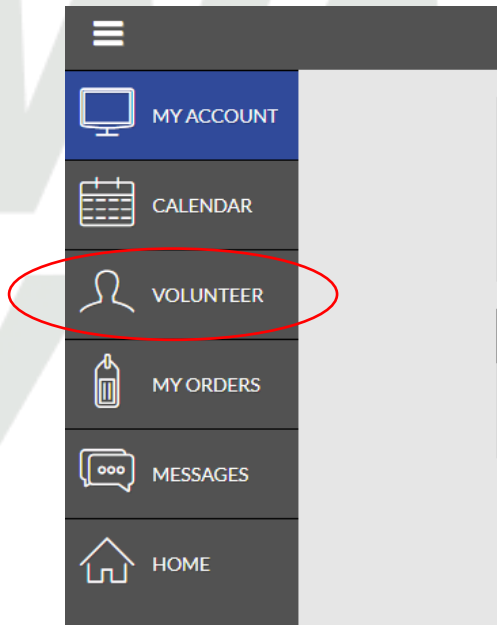 MY ACCOUNT
CALENDAR
VOLUNTEER
MY ORDERS
MESSAGES
HOME